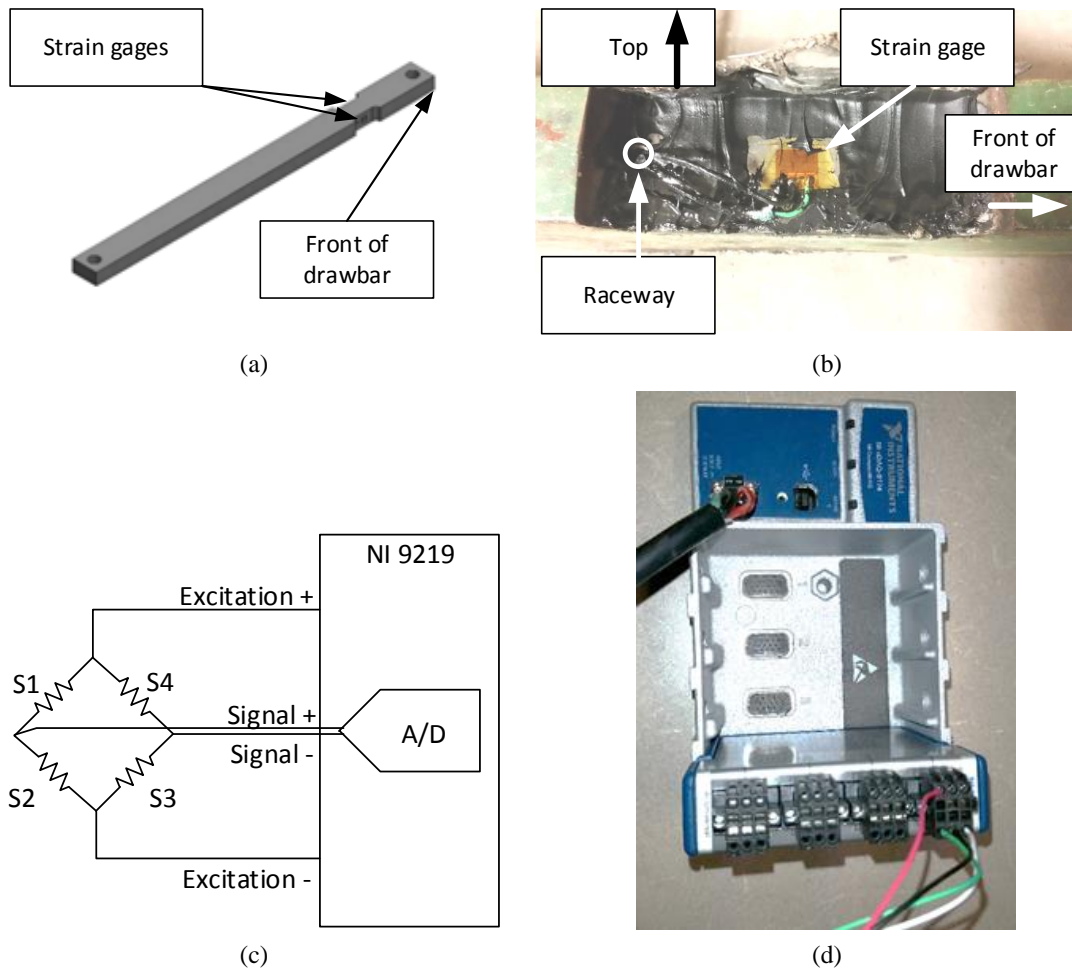 Strain gages
Front of
drawbar
(a)
Top
Strain gage
Front of
drawbar
Raceway
(b)
NI 9219
Excitation +
S1
S4
Signal +
A/D
Signal -
S2
S3
Excitation -
(c)
NATIONAL
INSTRUMENTS
(d)